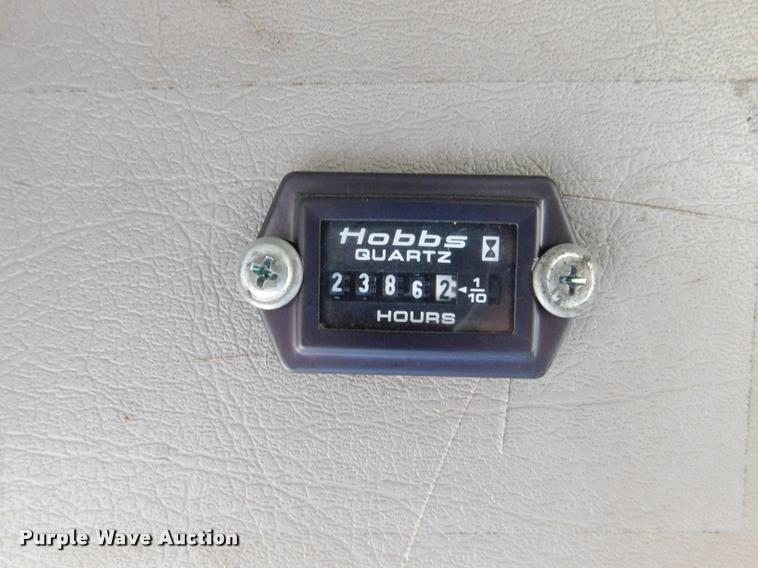 Hobbs
QUARTZ
2 3 8 6 2 ◄ 1/10
HOURS
Purple Wave Auction